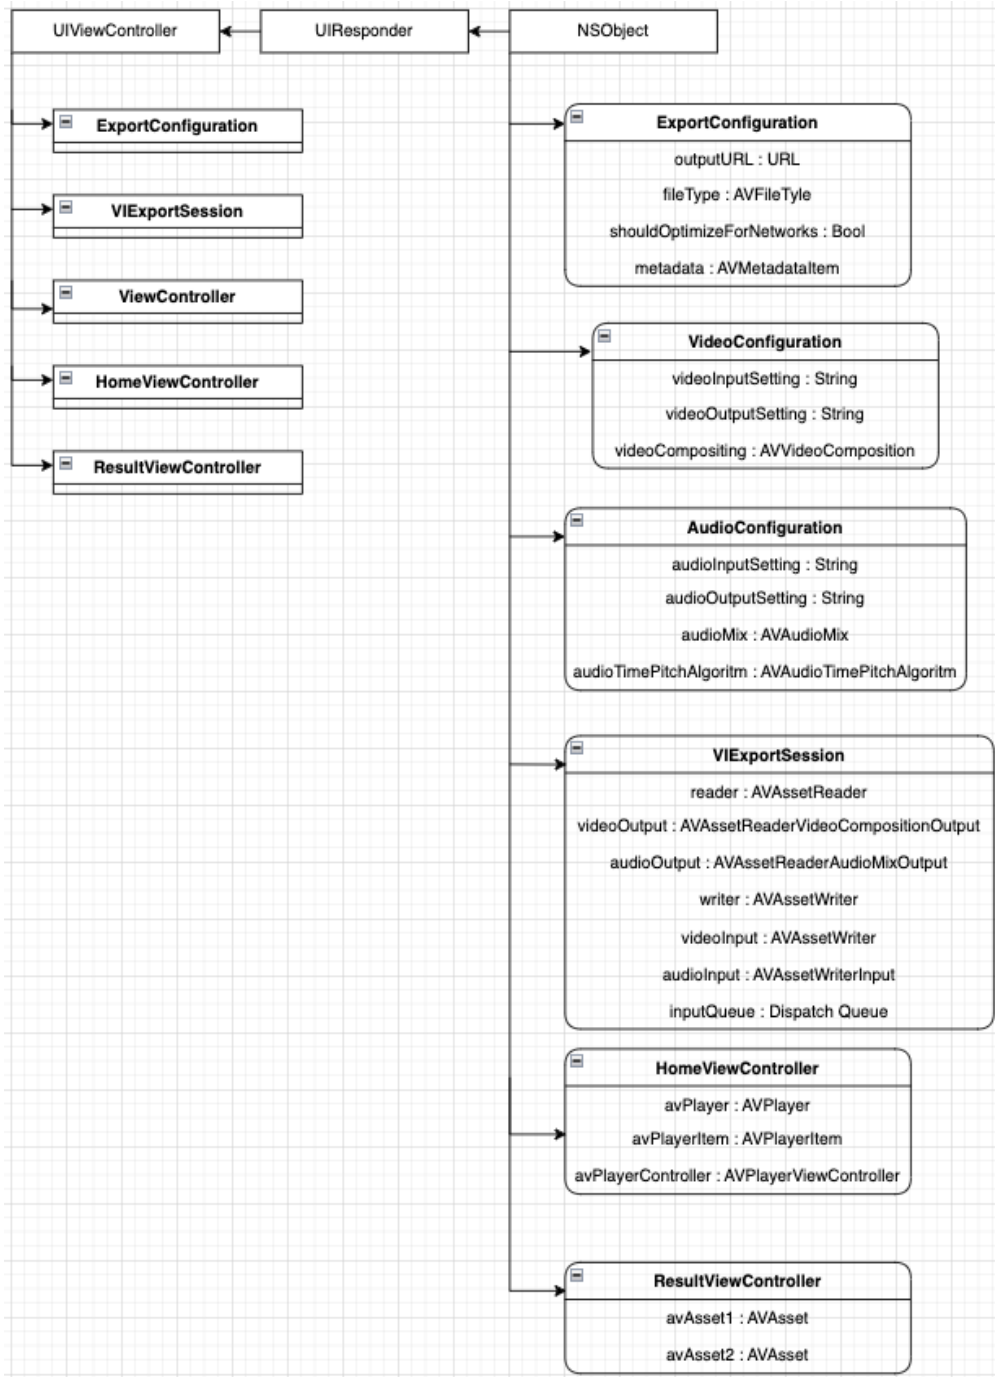 UIViewController
UIResponder
NSObject
ExportConfiguration
VIExportSession
ViewController
HomeViewController
ResultViewController
ExportConfiguration
outputURL : URL
fileType : AVFileTyle
shouldOptimizeForNetworks : Bool
metadata : AVMetadataItem
VideoConfiguration
videoInputSetting : String
videoOutputSetting : String
videoCompositing : AVVideoComposition
AudioConfiguration
audioInputSetting : String
audioOutputSetting : String
audioMix : AVAudioMix
audioTimePitchAlgoritm : AVAudioTimePitchAlgoritm
VIExportSession
reader : AVAssetReader
videoOutput : AVAssetReaderVideoCompositionOutput
audioOutput : AVAssetReaderAudioMixOutput
writer : AVAssetWriter
videoInput : AVAssetWriter
audioInput : AVAssetWriterInput
inputQueue : Dispatch Queue
HomeViewController
avPlayer : AVPlayer
avPlayerItem : AVPlayerItem
avPlayerController : AVPlayerViewController
ResultViewController
avAsset1 : AVAsset
avAsset2 : AVAsset